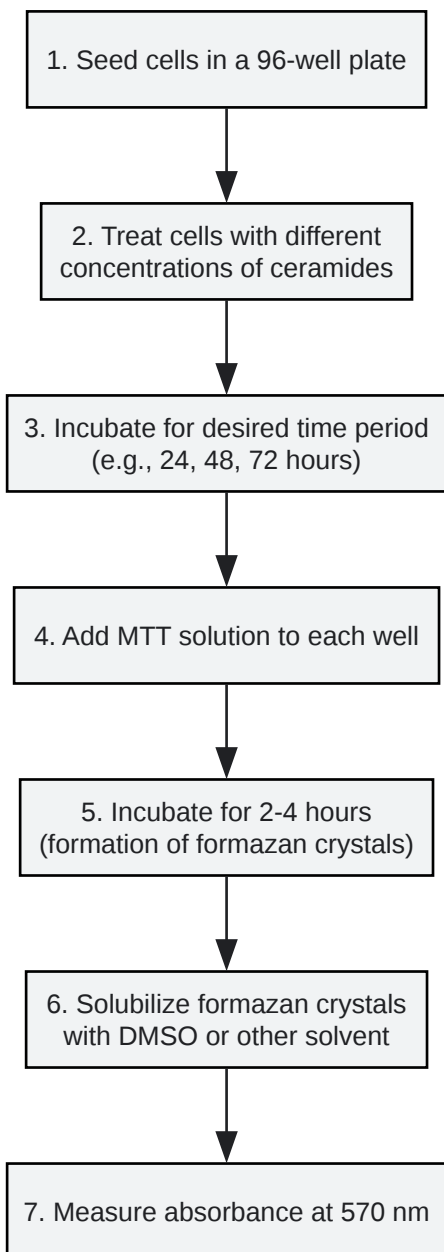 1. Seed cells in a 96-well plate
2. Treat cells with different
concentrations of ceramides
3. Incubate for desired time period
(e.g., 24, 48, 72 hours)
4. Add MTT solution to each well
5. Incubate for 2-4 hours
(formation of formazan crystals)
6. Solubilize formazan crystals
with DMSO or other solvent
7. Measure absorbance at 570 nm